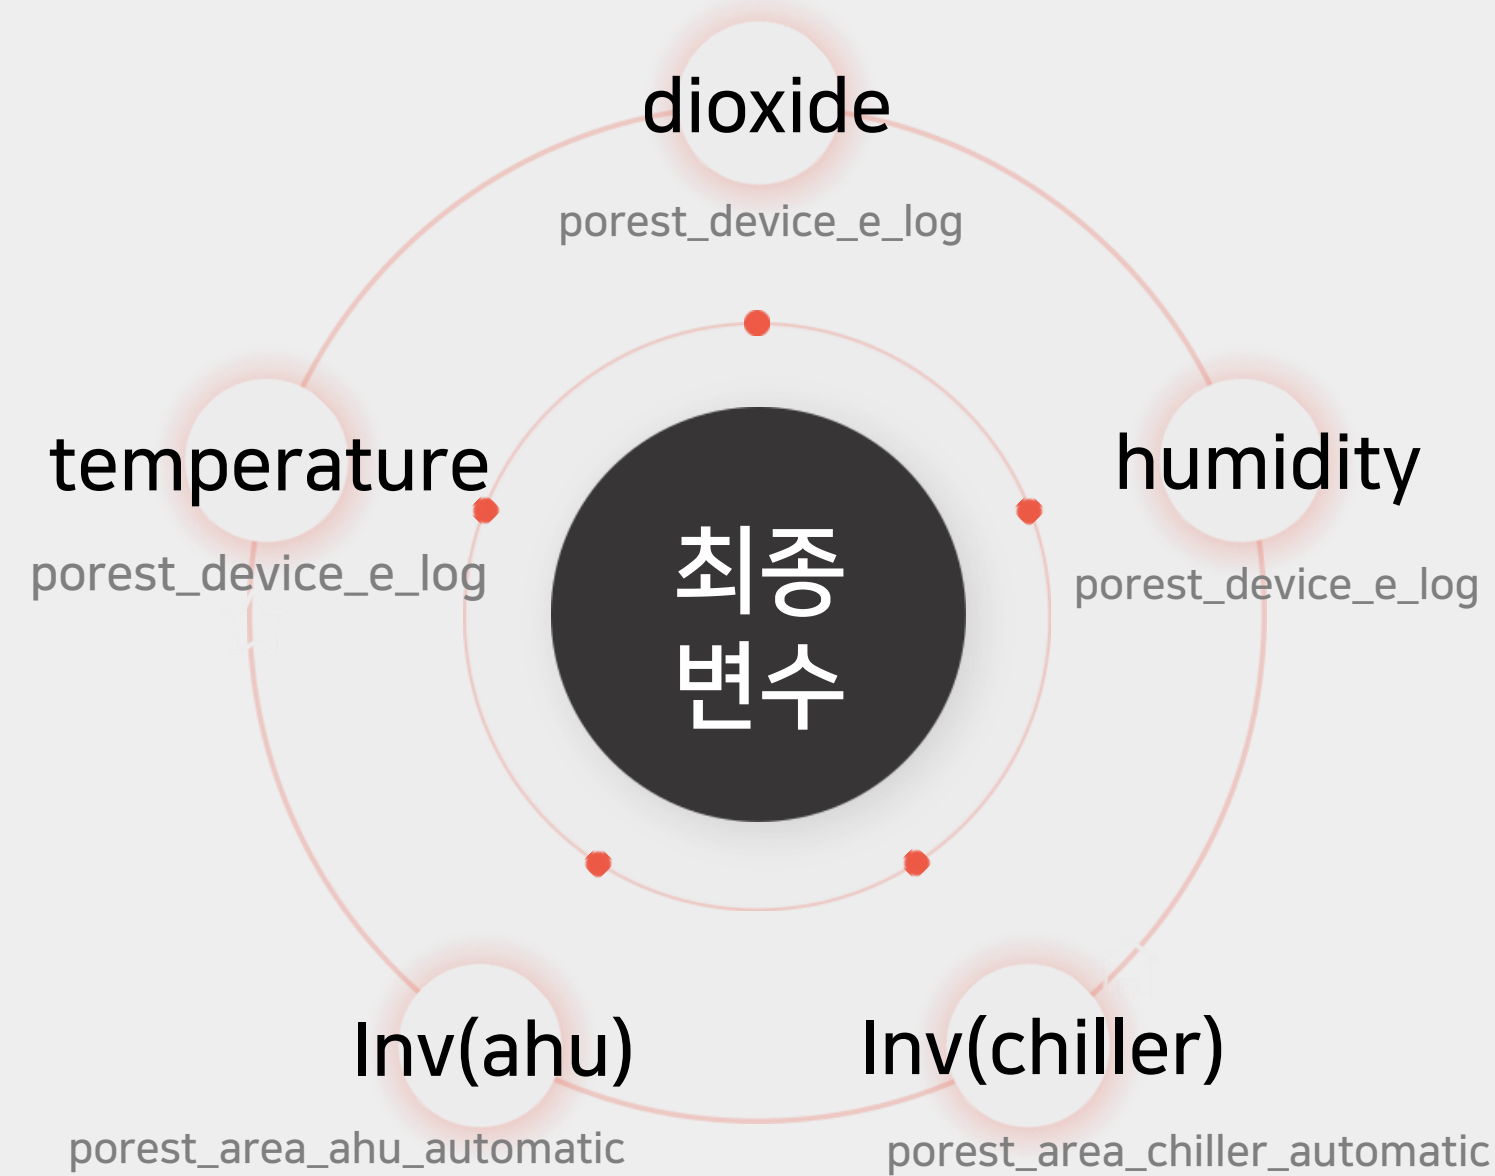 dioxide
porest_device_e_log
temperature
porest_device_e_log
humidity
porest_device_e_log
최종
변수
Inv(ahu)
porest_area_ahu_automatic
Inv(chiller)
porest_area_chiller_automatic